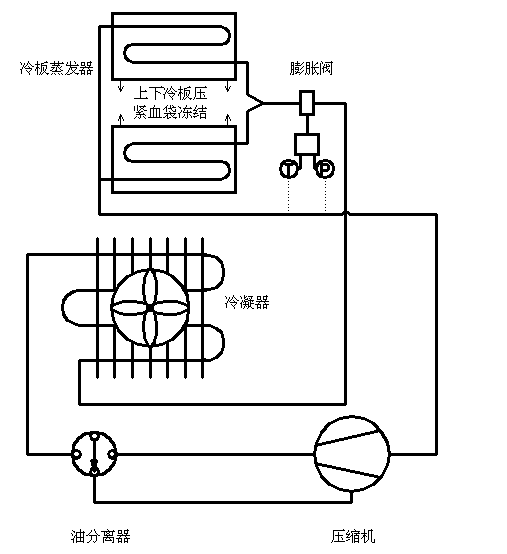 冷板蒸发器
上下冷板压
紧血袋冻结
膨胀阀
T
P
冷凝器
油分离器
压缩机